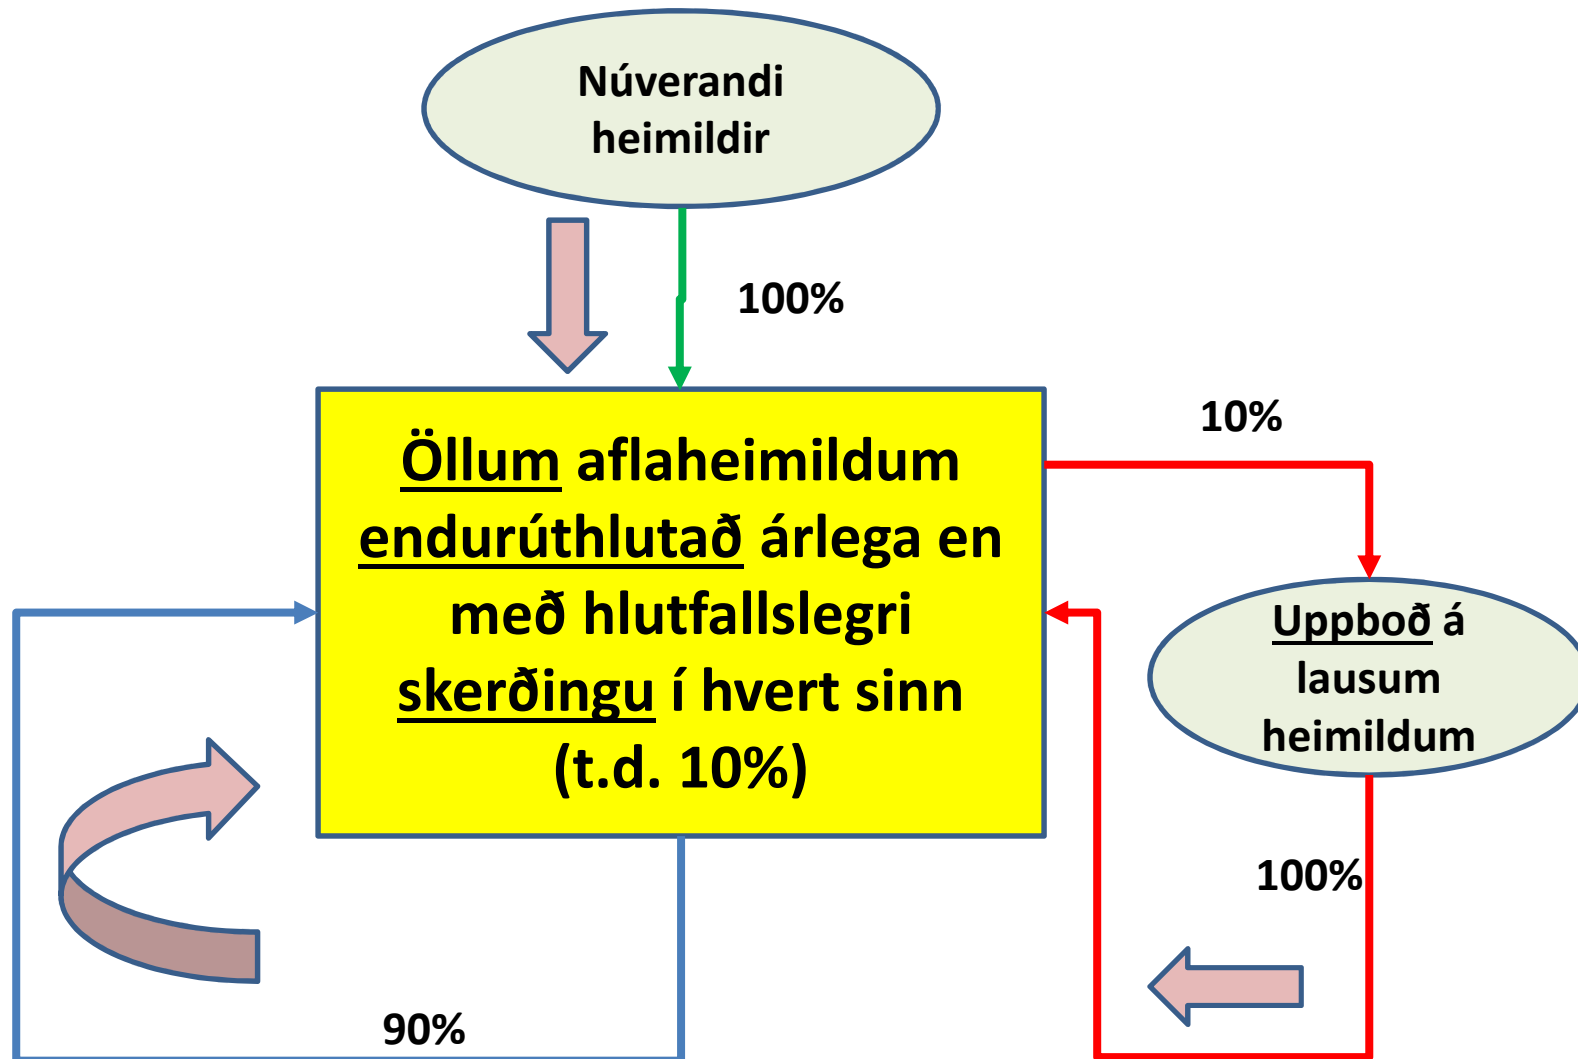 Núverandi
heimildir
100%
10%
Öllum aflaheimildum
endurúthlutað árlega en
með hlutfallslegri
skerðingu í hvert sinn
(t.d. 10%)
Uppboð á
lausum
heimildum
100%
90%